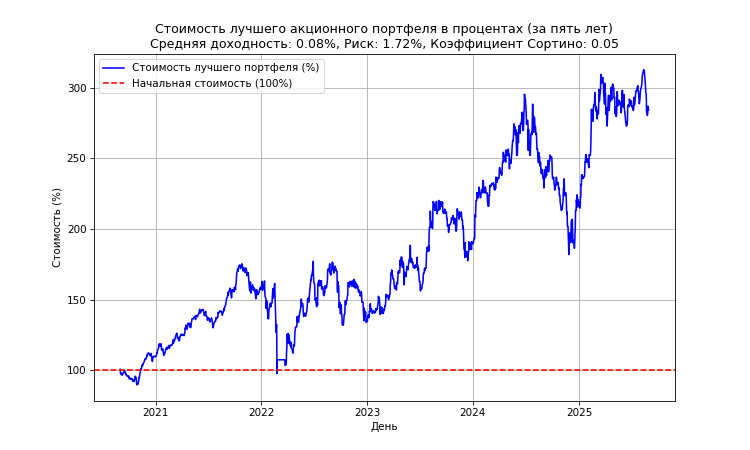 Стоимость лучшего акционного портфеля в процентах (за пять лет)
Средняя доходность: 0.08%, Риск: 1.72%, Коэффициент Сортино: 0.05
Стоимость лучшего портфеля (%)
Начальная стоимость (100%)
Стоимость (%)
300
250
200
150
100
2021 2022 2023 2024 2025
День